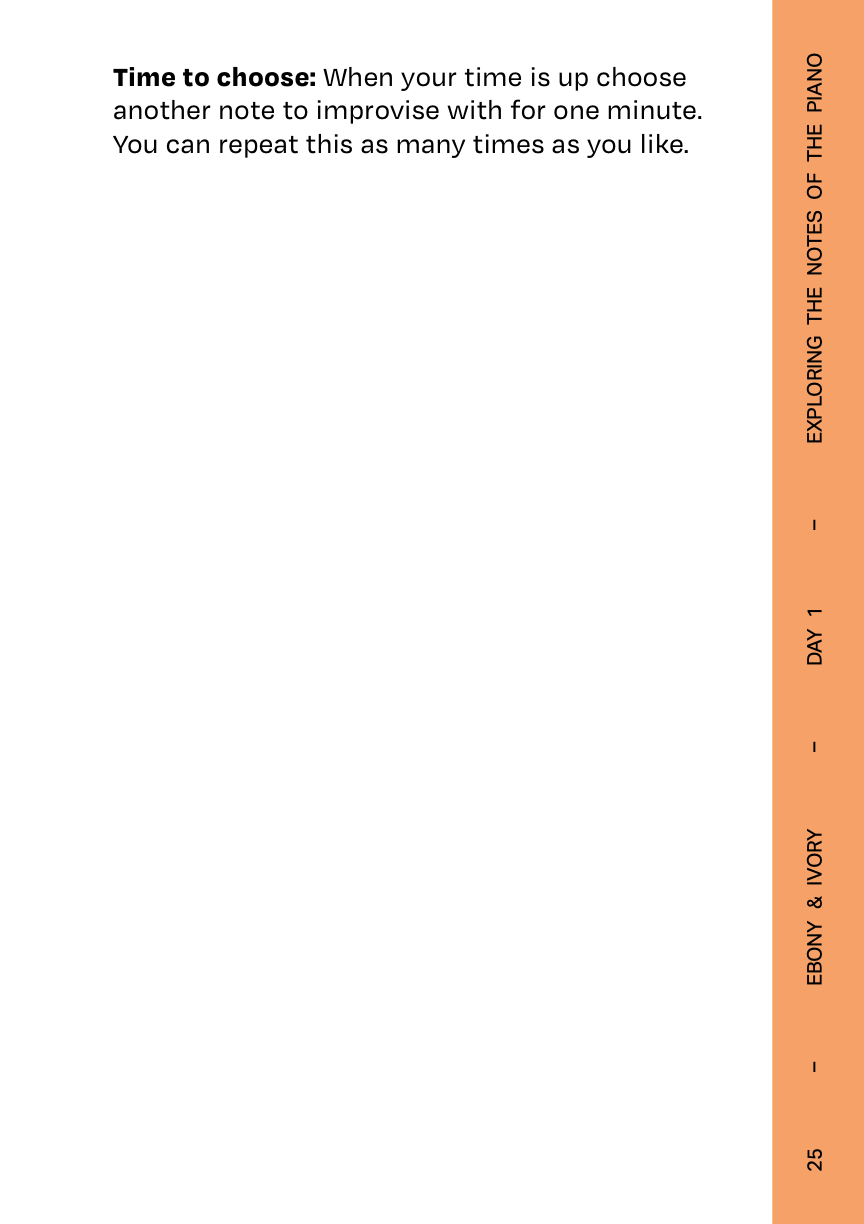 Time to choose: When your time is up choose
another note to improvise with for one minute.
You can repeat this as many times as you like.
25 – EBONY & IVORY – DAY 1 – EXPLORING THE NOTES OF THE PIANO